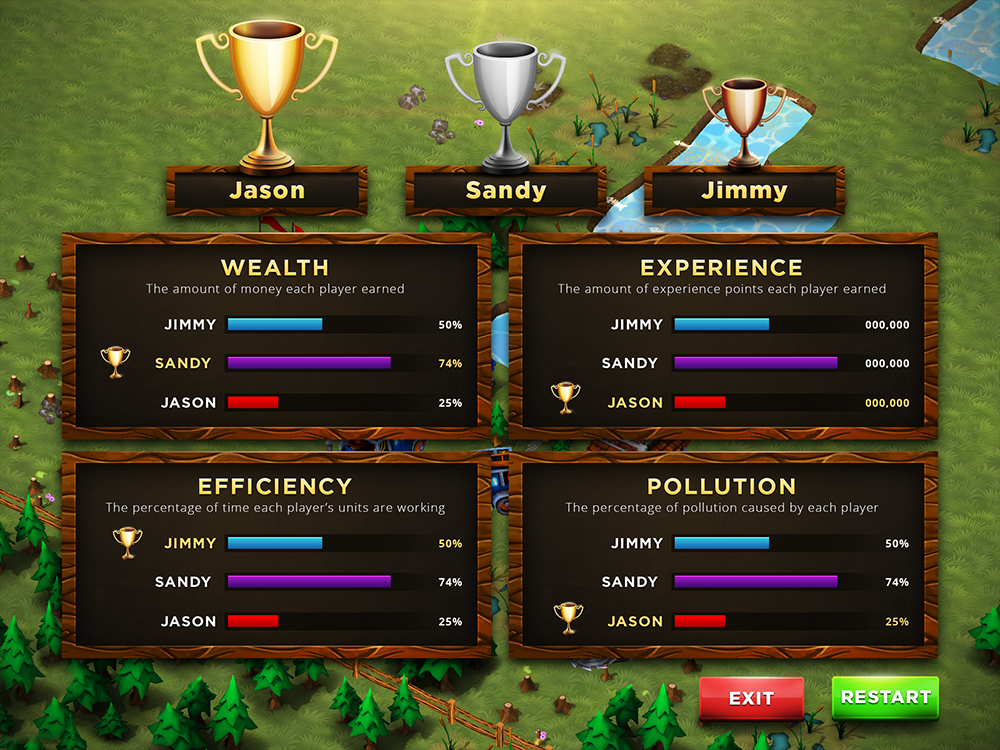 Jason
Sandy
Jimmy
WEALTH
The amount of money each player earned
JIMMY 50%
SANDY 74%
JASON 25%
EXPERIENCE
The amount of experience points each player earned
JIMMY 000,000
SANDY 000,000
JASON 000,000
EFFICIENCY
The percentage of time each player's units are working
JIMMY 50%
SANDY 74%
JASON 25%
POLLUTION
The percentage of pollution caused by each player
JIMMY 50%
SANDY 74%
JASON 25%
EXIT
RESTART